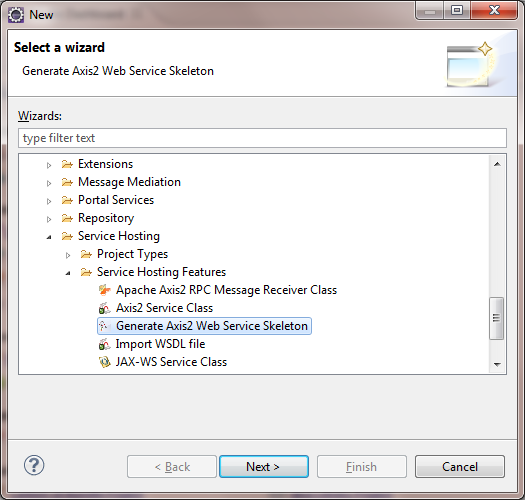 New
Select a wizard
Generate Axis2 Web Service Skeleton
Wizards:
type filter text
Extensions
Message Mediation
Portal Services
Repository
Service Hosting
Project Types
Service Hosting Features
Apache Axis2 RPC Message Receiver Class
Axis2 Service Class
Generate Axis2 Web Service Skeleton
Import WSDL file
JAX-WS Service Class
? < Back Next > Finish Cancel